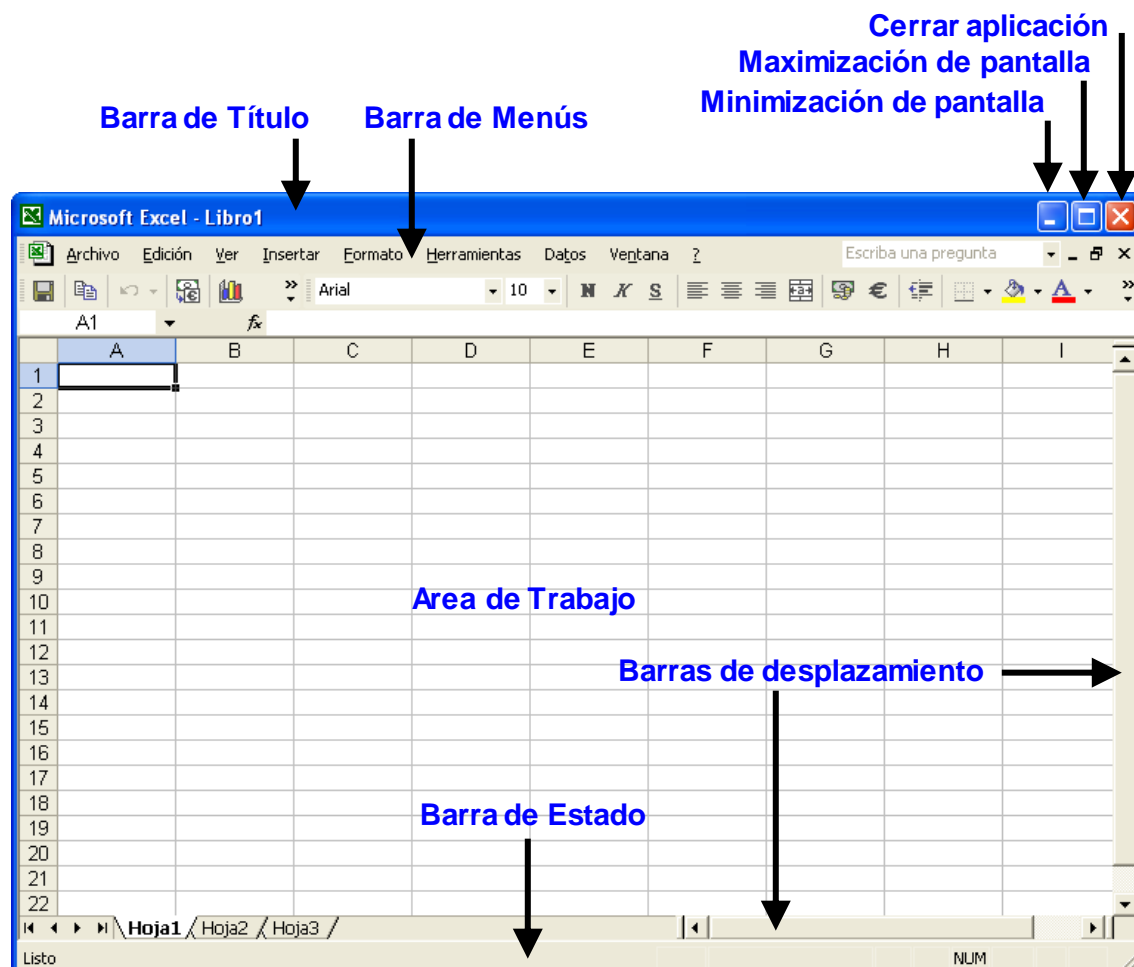 Cerrar aplicación
Maximización de pantalla
Minimización de pantalla
Barra de Título Barra de Menús
Microsoft Excel - Libro1
Archivo Edición Ver Insertar Formato Herramientas Datos Ventana ? Escriba una pregunta
Arial 10 N K S €
A1 fx
A B C D E F G H I
1
2
3
4
5
6
7
8
9
10 Area de Trabajo
11
12
13 Barras de desplazamiento
14
15
16
17
18
19 Barra de Estado
20
21
22
Hoja1 Hoja2 Hoja3
Listo NUM